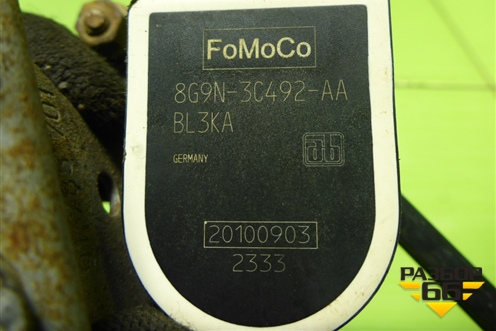 FoMoCo
8G9N-3C492-AA
BL3KA
GERMANY
ab
20100903
2333
РАЗБОР
66